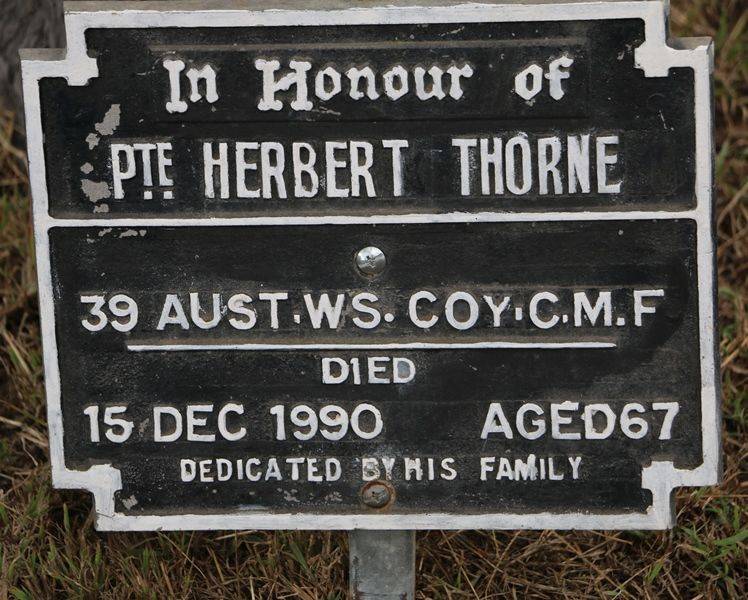 In Honour of
PTE HERBERT THORNE
39 AUST.WS.COY.C.M.F
DIED
15 DEC 1990 AGED67
DEDICATED BY HIS FAMILY